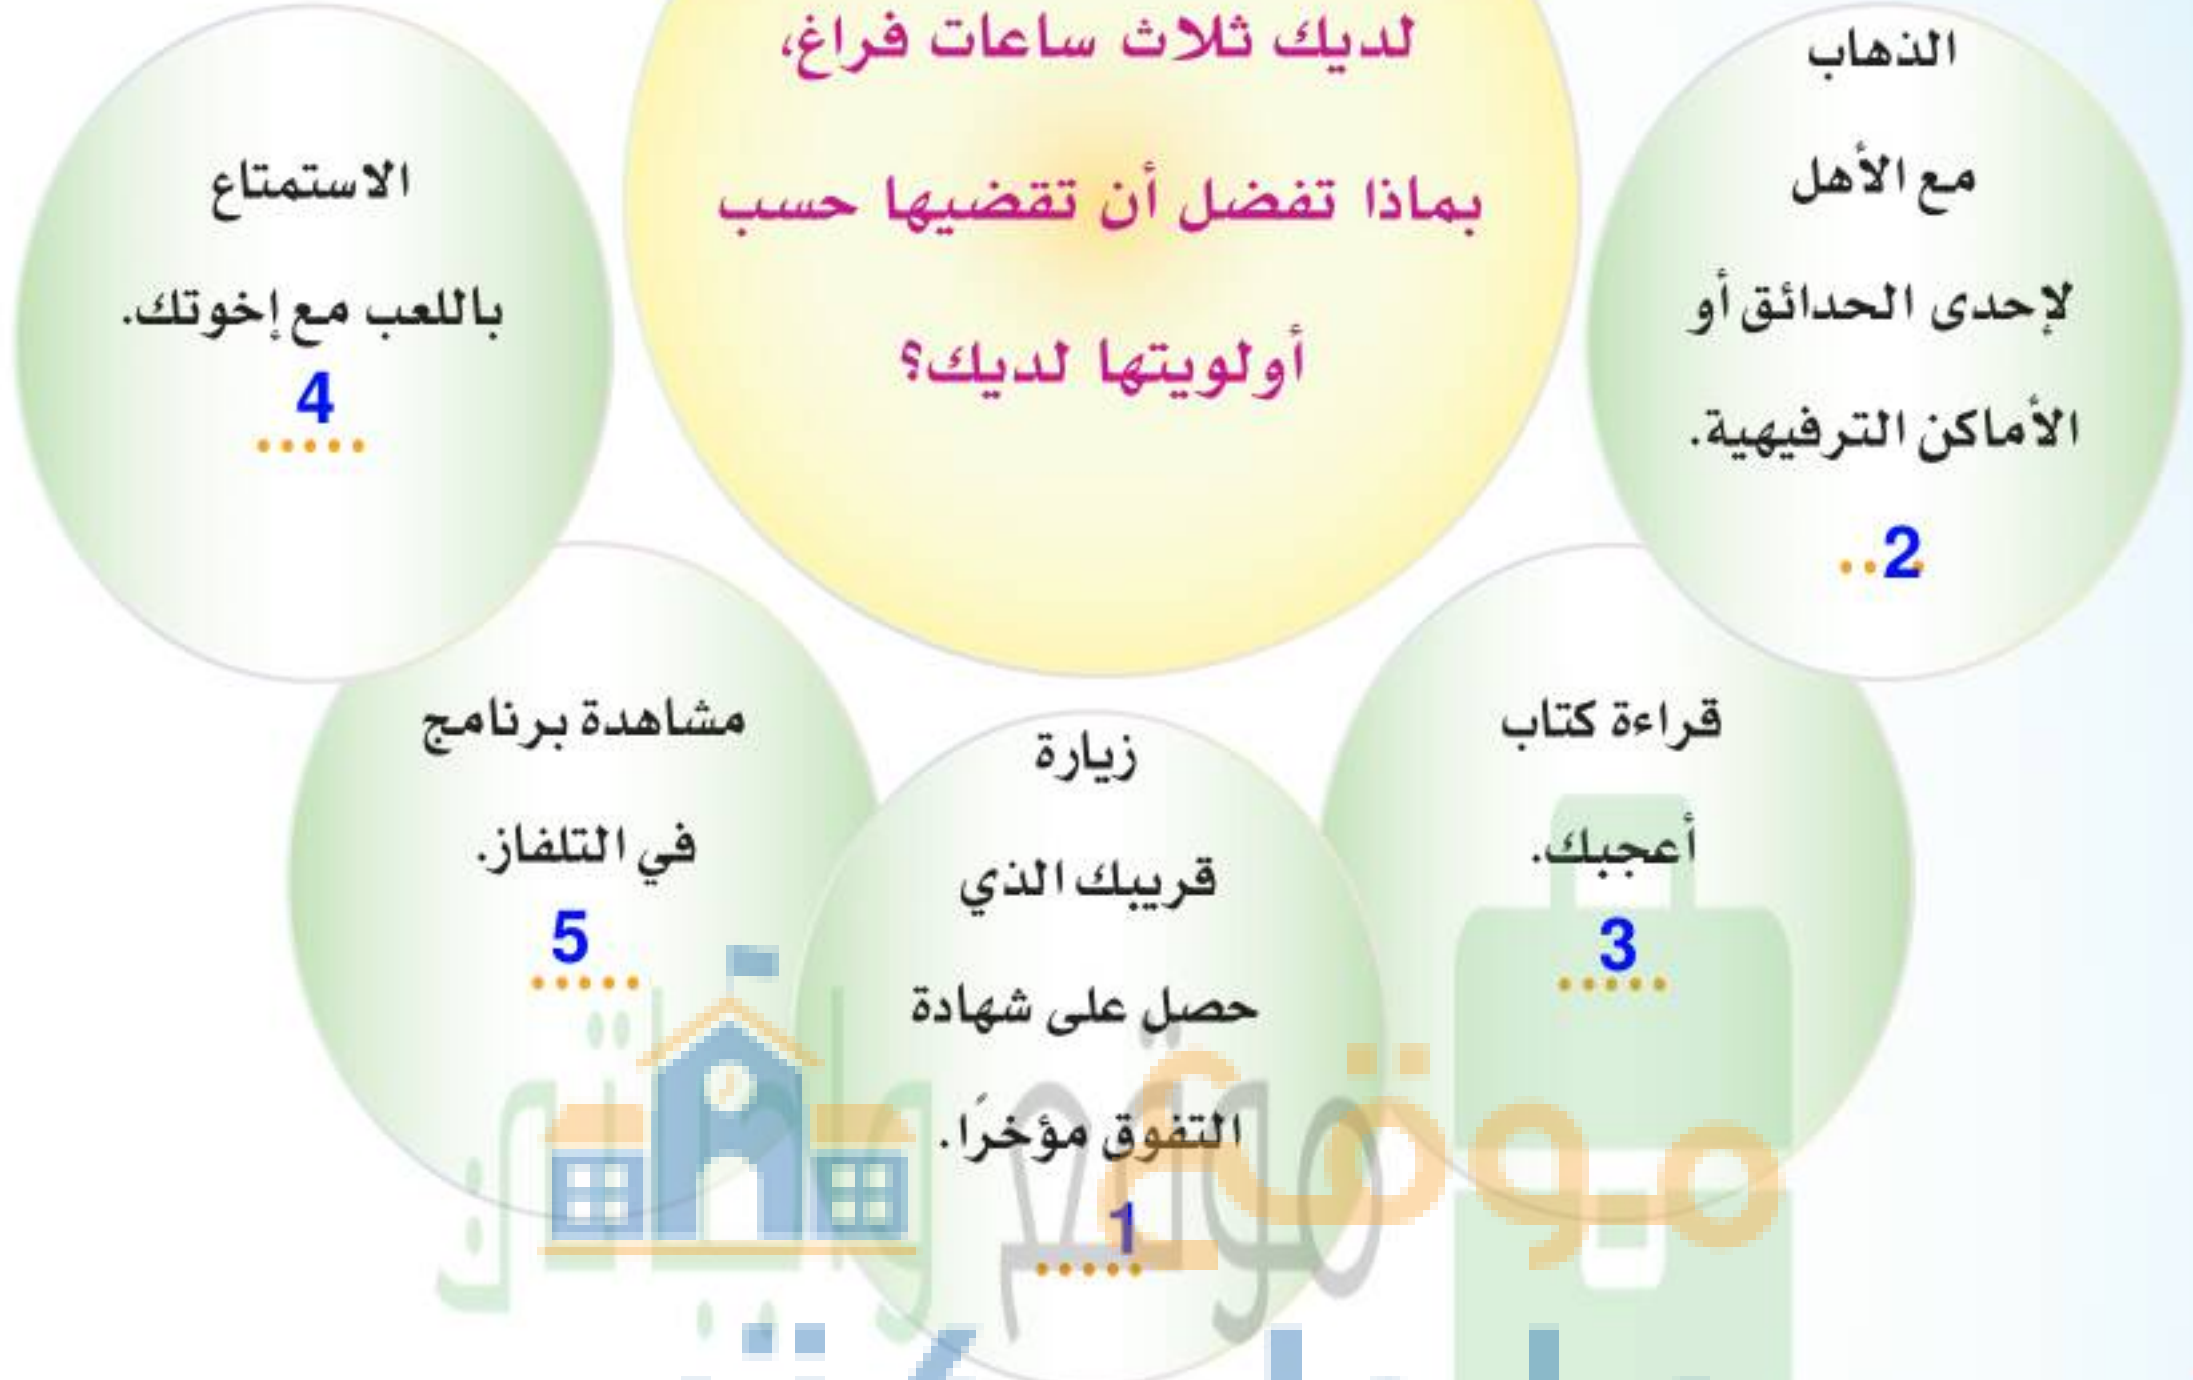 لديك ثلاث ساعات فراغ،
بماذا تفضل أن تقضيها حسب
أولويتها لديك؟
الذهاب
مع الأهل
لإحدى الحدائق أو
الأماكن الترفيهية.
..2
قراءة كتاب
أعجبك.
3
.....
زيارة
قريبك الذي
حصل على شهادة
التفوق مؤخرًا.
1
.....
مشاهدة برنامج
في التلفاز.
5
.....
الاستمتاع
باللعب مع إخوتك.
4
.....
موقع